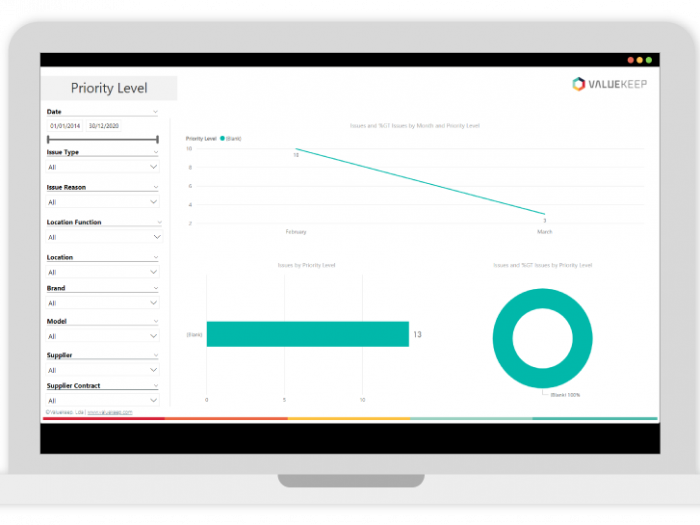 Priority Level
VALUEKEEP
Date
01/01/2014 30/12/2020
Issue Type
All
Issue Reason
All
Location Function
All
Location
All
Brand
All
Model
All
Supplier
All
Supplier Contract
All
Issues and %GT Issues by Month and Priority Level
Priority Level (Blank)
10
8
6
4
2
10
3
February March
Issues by Priority Level
(Blank)
13
0 5 10
Issues and %GT Issues by Priority Level
(Blank) 100%
©Valuekeep, Lda | www.valuekeep.com